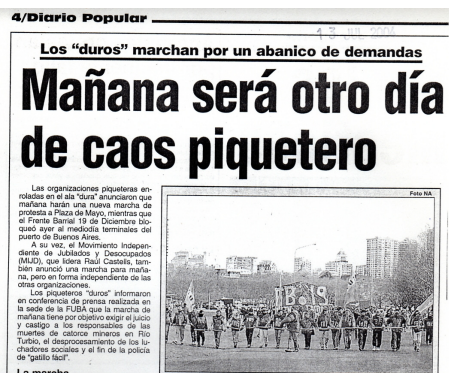 4/Diario Popular
13 JUL 2004
Los “duros” marchan por un abanico de demandas
Mañana será otro día
de caos piquetero
Las organizaciones piqueteras en-
roladas en el ala “dura” anunciaron que
mañana harán una nueva marcha de
protesta a Plaza de Mayo, mientras que
el Frente Barrial 19 de Diciembre blo-
queó ayer al mediodía terminales del
puerto de Buenos Aires.
A su vez, el Movimiento Indepen-
diente de Jubilados y Desocupados
(MIJD), que lidera Raúl Castells, tam-
bién anunció una marcha para maña-
na, pero en forma independiente de las
otras organizaciones.
Los piqueteros “duros” informaron
en conferencia de prensa realizada en
la sede de la FUBA que la marcha de
mañana tiene por objetivo exigir el juicio
y castigo a los responsables de las
muertes de catorce mineros en Río
Turbio, el desprocesamiento de los lu-
chadores sociales y el fin de la policía
de “gatillo fácil”.
La marcha
Foto NA